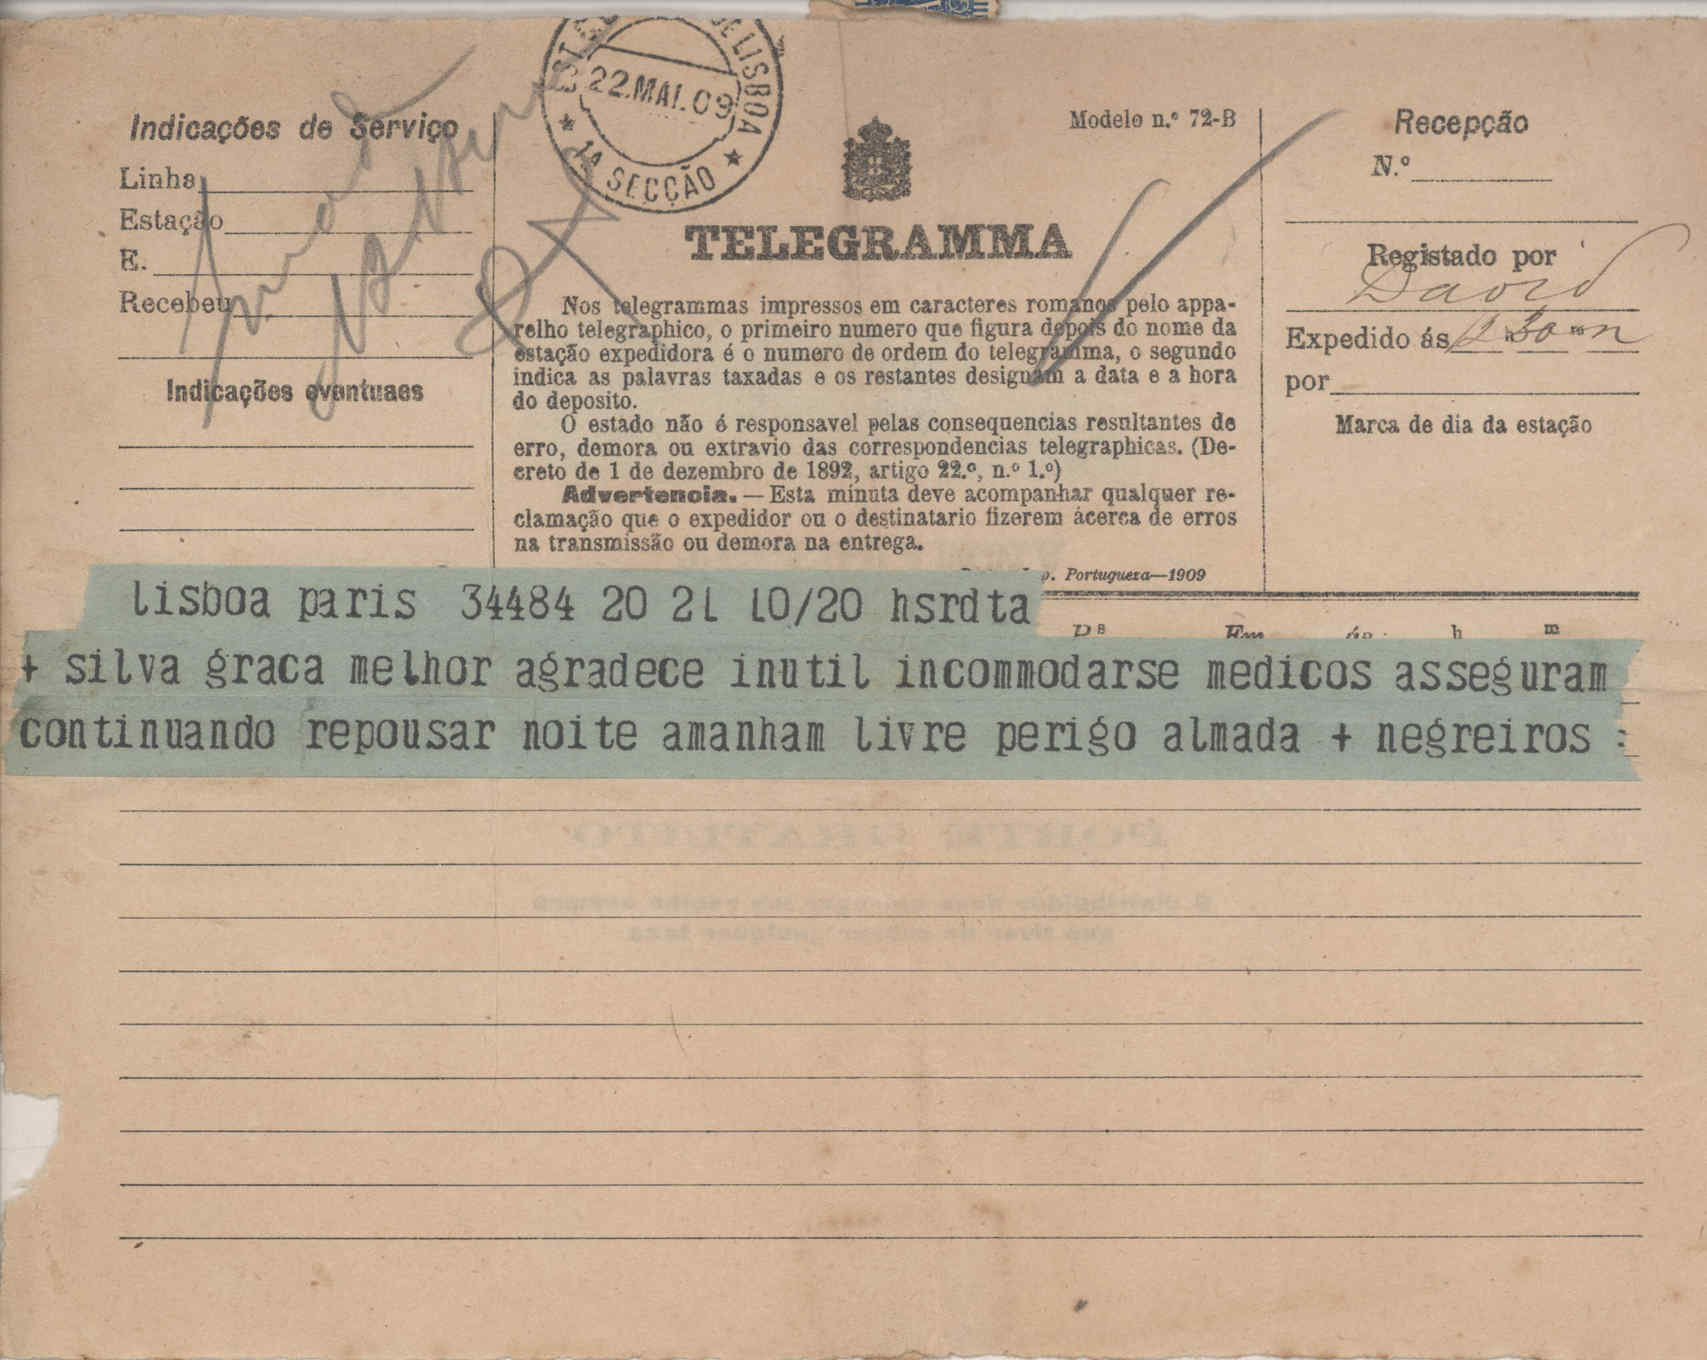 DE LISBOA
22.MAI.09
1A SECÇÃO
Indicações de Serviço
Linha
Estação
E.
Recebeu
Indicações eventuaes
Modelo n.º 72-B
TELEGRAMMA
Nos telegrammas impressos em caracteres romanos pelo appa-
relho telegraphico, o primeiro numero que figura depois do nome da
estação expedidora é o numero de ordem do telegramma, o segundo
indica as palavras taxadas e os restantes designam a data e a hora
do deposito.
O estado não é responsavel pelas consequencias resultantes de
erro, demora ou extravio das correspondencias telegraphicas. (De-
creto de 1 de dezembro de 1892, artigo 22.º, n.º 1.º)
Advertencia. — Esta minuta deve acompanhar qualquer re-
clamação que o expedidor ou o destinatario fizerem ácerca de erros
na transmissão ou demora na entrega.
p. Portugueza—1909
Recepção
N.º
Registado por
David
Expedido ás 12 h 30 m n
por
Marca de dia da estação
P.s Em ás h m
lisboa paris 34484 20 21 10/20 hsrdta
+ silva graca melhor agradece inutil incommodarse medicos asseguram
continuando repousar noite amanham livre perigo almada + negreiros :